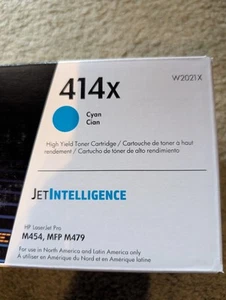 W2021X
414x
Cyan
Cian
High Yield Toner Cartridge / Cartouche de toner à haut
rendement / Cartucho de tóner de alto rendimiento
JETINTELLIGENCE
HP LaserJet Pro
M454, MFP M479
For use in North America and Latin America only
À utiliser en Amérique du Nord et en Amérique latine